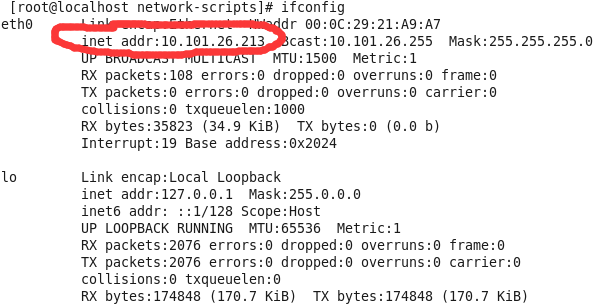 [root@localhost network-scripts]# ifconfig
eth0 Link encap:Ethernet HWaddr 00:0C:29:21:A9:A7
inet addr:10.101.26.213 Bcast:10.101.26.255 Mask:255.255.255.0
UP BROADCAST MULTICAST MTU:1500 Metric:1
RX packets:108 errors:0 dropped:0 overruns:0 frame:0
TX packets:0 errors:0 dropped:0 overruns:0 carrier:0
collisions:0 txqueuelen:1000
RX bytes:35823 (34.9 KiB) TX bytes:0 (0.0 b)
Interrupt:19 Base address:0x2024
lo Link encap:Local Loopback
inet addr:127.0.0.1 Mask:255.0.0.0
inet6 addr: ::1/128 Scope:Host
UP LOOPBACK RUNNING MTU:65536 Metric:1
RX packets:2076 errors:0 dropped:0 overruns:0 frame:0
TX packets:2076 errors:0 dropped:0 overruns:0 carrier:0
collisions:0 txqueuelen:0
RX bytes:174848 (170.7 KiB) TX bytes:174848 (170.7 KiB)